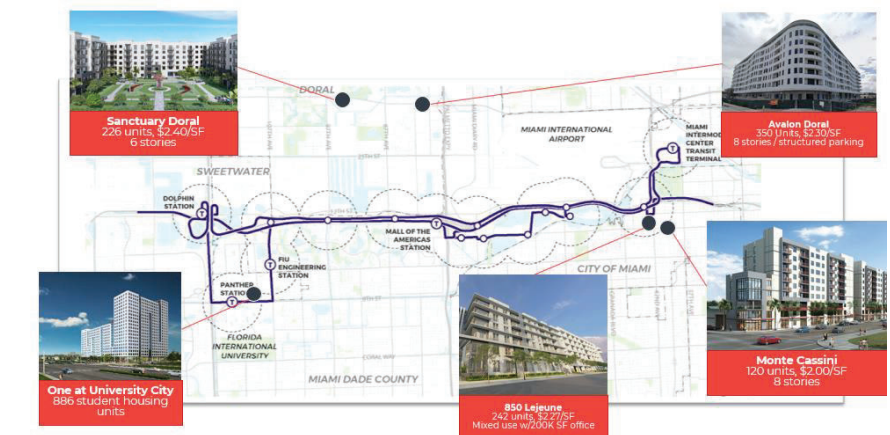 Sanctuary Doral
226 units, $2.40/SF
6 stories
Avalon Doral
350 Units, $2.30/SF
8 stories / structured parking
DORAL
MIAMI INTERNATIONAL
AIRPORT
MIAMI
INTERMOD
CENTER
TRANSIT
TERMINAL
SWEETWATER
DOLPHIN
STATION
T
T
T
T
T
MALL OF THE
AMERICAS
STATION
FIU
ENGINEERING
STATION
PANTHER
STATIO
CITY OF MIAMI
FLORIDA
INTERNATIONAL
UNIVERSITY
CORAL WAY
MIAMI DADE COUNTY
One at University City
886 student housing
units
850 Lejeune
242 units, $2.27/SF
Mixed use w/200K SF office
Monte Cassini
120 units, $2.00/SF
8 stories